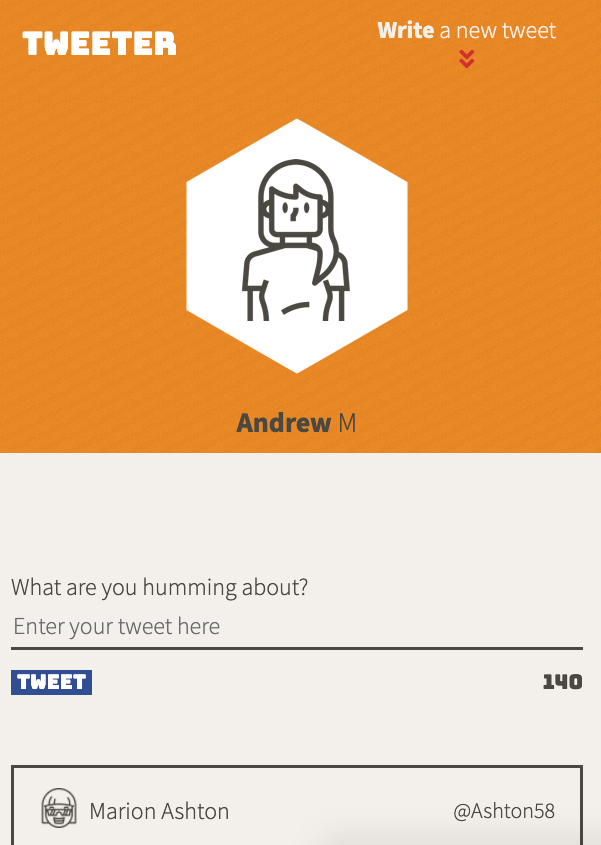 TWEETER
Write a new tweet
Andrew M
What are you humming about?
Enter your tweet here
TWEET
140
Marion Ashton
@Ashton58